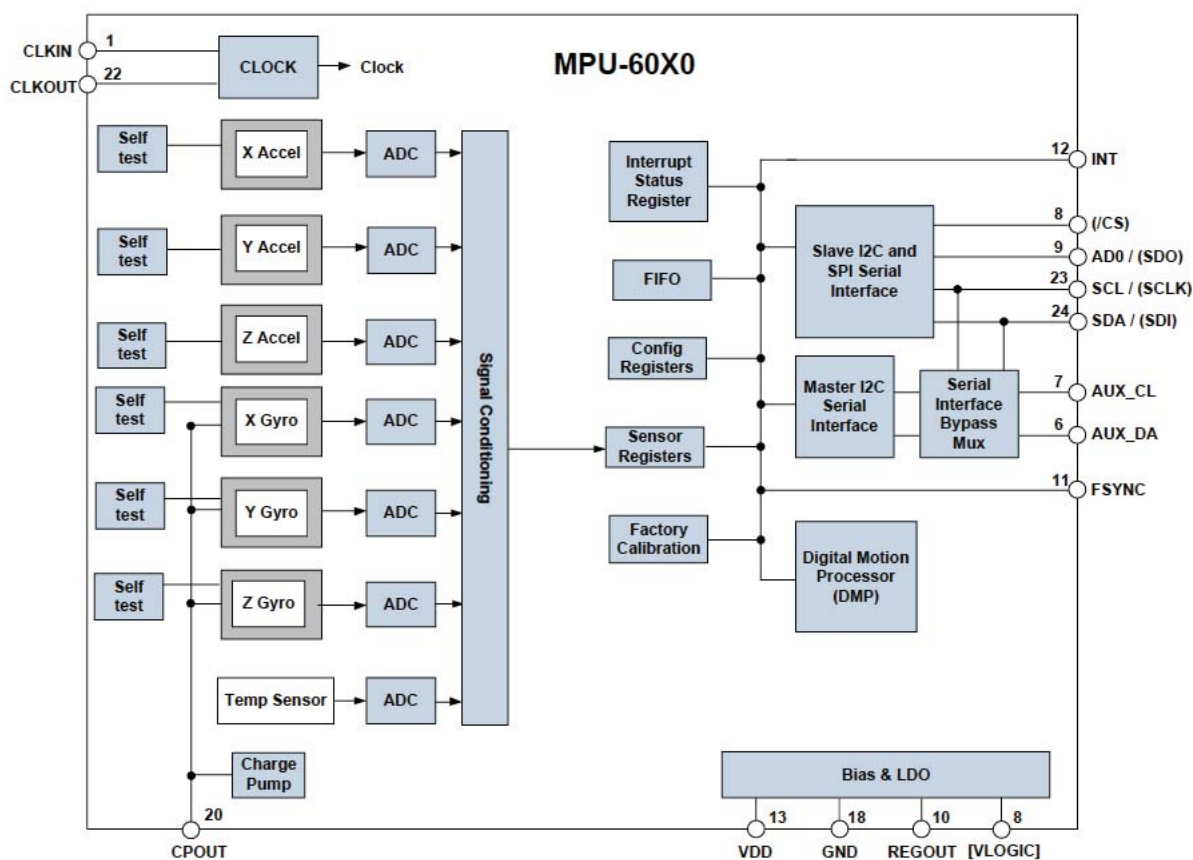 MPU-60X0
CLKIN
1
CLKOUT
22
CLOCK
Clock
Self
test
X Accel
ADC
Self
test
Y Accel
ADC
Self
test
Z Accel
ADC
Self
test
X Gyro
ADC
Self
test
Y Gyro
ADC
Self
test
Z Gyro
ADC
Temp Sensor
ADC
Signal Conditioning
Charge
Pump
20
CPOUT
Interrupt
Status
Register
FIFO
Config
Registers
Sensor
Registers
Factory
Calibration
Slave I2C and
SPI Serial
Interface
Master I2C
Serial
Interface
Serial
Interface
Bypass
Mux
Digital Motion
Processor
(DMP)
12
INT
8
(/CS)
9
AD0 / (SDO)
23
SCL / (SCLK)
24
SDA / (SDI)
7
AUX_CL
6
AUX_DA
11
FSYNC
Bias & LDO
13
VDD
18
GND
10
REGOUT
8
[VLOGIC]